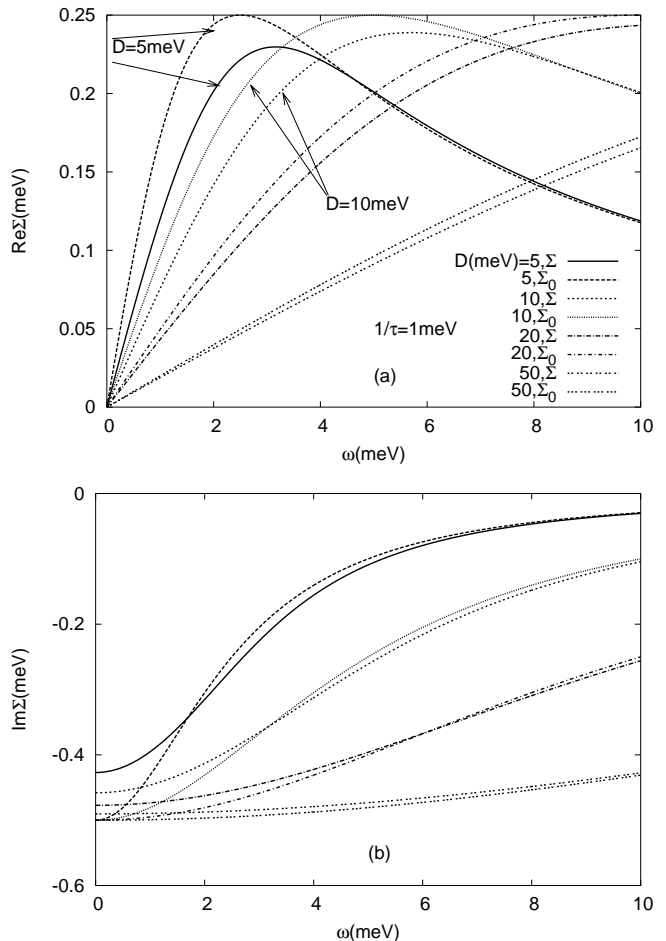 0.25
0.2
0.15
0.1
0.05
0
ReΣ(meV)
D=5meV
D=10meV
D(meV)=5,Σ
5,Σ₀
10,Σ
10,Σ₀
20,Σ
20,Σ₀
50,Σ
50,Σ₀
1/τ=1meV
(a)
0 2 4 6 8 10
ω(meV)
0
-0.2
-0.4
-0.6
ImΣ(meV)
(b)
0 2 4 6 8 10
ω(meV)